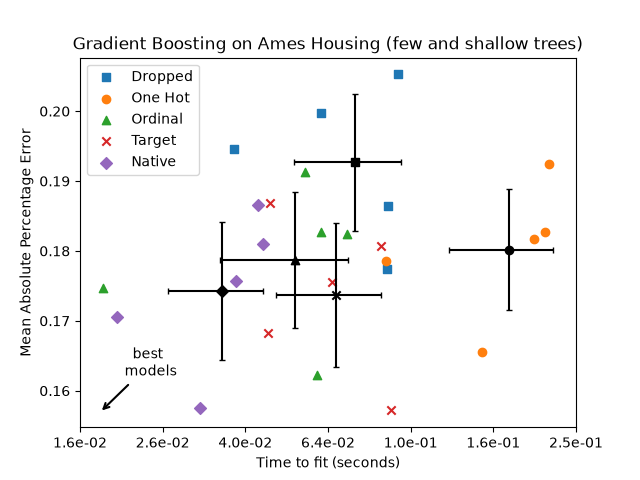 Gradient Boosting on Ames Housing (few and shallow trees)
Dropped
One Hot
Ordinal
Target
Native
Mean Absolute Percentage Error
0.20
0.19
0.18
0.17
0.16
best
models
1.6e-02
2.6e-02
4.0e-02
6.4e-02
1.0e-01
1.6e-01
2.5e-01
Time to fit (seconds)